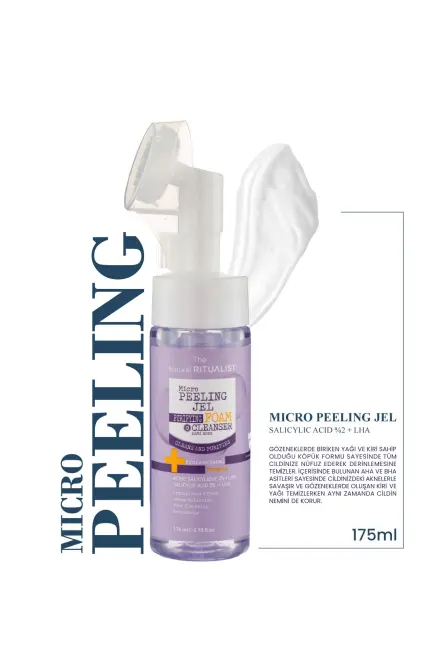 MICRO
PEELING
The
RITUALIST
Micro
PEELING
JEL
FOAM
CLEANSER
CLEANS AND PURIFIES
MICRO PEELING JEL
SALICYLIC ACID %2 + LHA
GÖZENEKLERDE BİRİKEN YAĞI VE KİRİ SAHİP
OLDUĞU KÖPÜK FORMU SAYESİNDE TÜM
CİLDİNİZE NÜFUZ EDEREK DERİNLEMESİNE
TEMİZLER. İÇERİSİNDE BULUNAN AHA VE BHA
ASİTLERİ SAYESİNDE CİLDİNİZDEKİ AKNELERLE
SAVAŞIR VE GÖZENEKLERDE OLUŞAN KİRİ VE
YAĞI TEMİZLERKEN AYNI ZAMANDA CİLDİN
NEMİNİ DE KORUR.
175ml